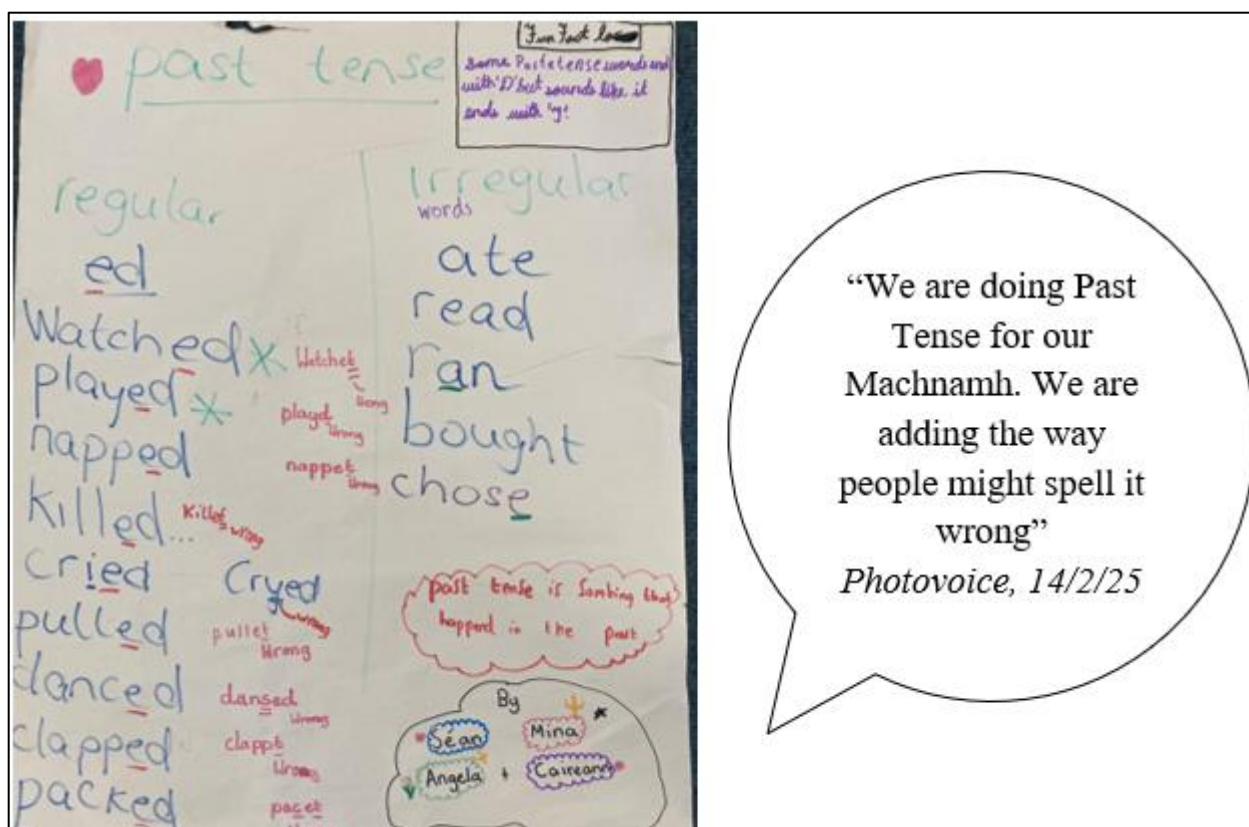 past tense
Fun Fact
some Pastetense words end
with 'D' but sounds like it
ends with
regular
irregular
words
ed
Watched
Watchet
Wrong
played
playd
Wrong
napped
nappet
Wrong
killed...
Killet
wrong
cried
Cryed
wrong
pulled
pullet
Wrong
danced
dansed
Wrong
clapped
clappt
Wrong
packed
pacet
ate
read
ran
bought
chose
past tense is Somting that
happend in the past
By
Séan
Mina
Angela + Caireann
“We are doing Past
Tense for our
Machnamh. We are
adding the way
people might spell it
wrong”
Photovoice, 14/2/25